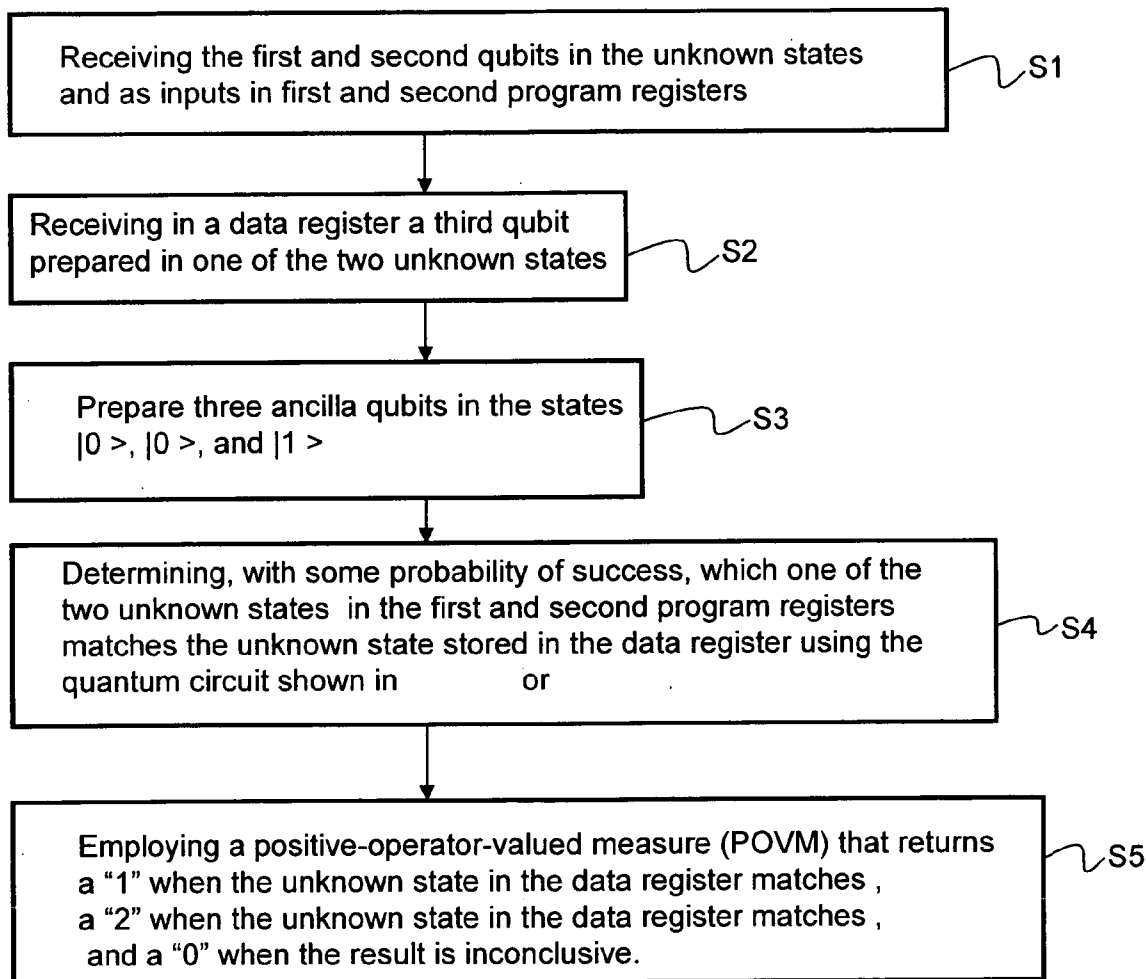 Receiving the first and second qubits in the unknown states
and as inputs in first and second program registers
S1
Receiving in a data register a third qubit
prepared in one of the two unknown states
S2
Prepare three ancilla qubits in the states
|0 >, |0 >, and |1 >
S3
Determining, with some probability of success, which one of the
two unknown states in the first and second program registers
matches the unknown state stored in the data register using the
quantum circuit shown in or
S4
Employing a positive-operator-valued measure (POVM) that returns
a “1” when the unknown state in the data register matches ,
a “2” when the unknown state in the data register matches ,
and a “0” when the result is inconclusive.
S5